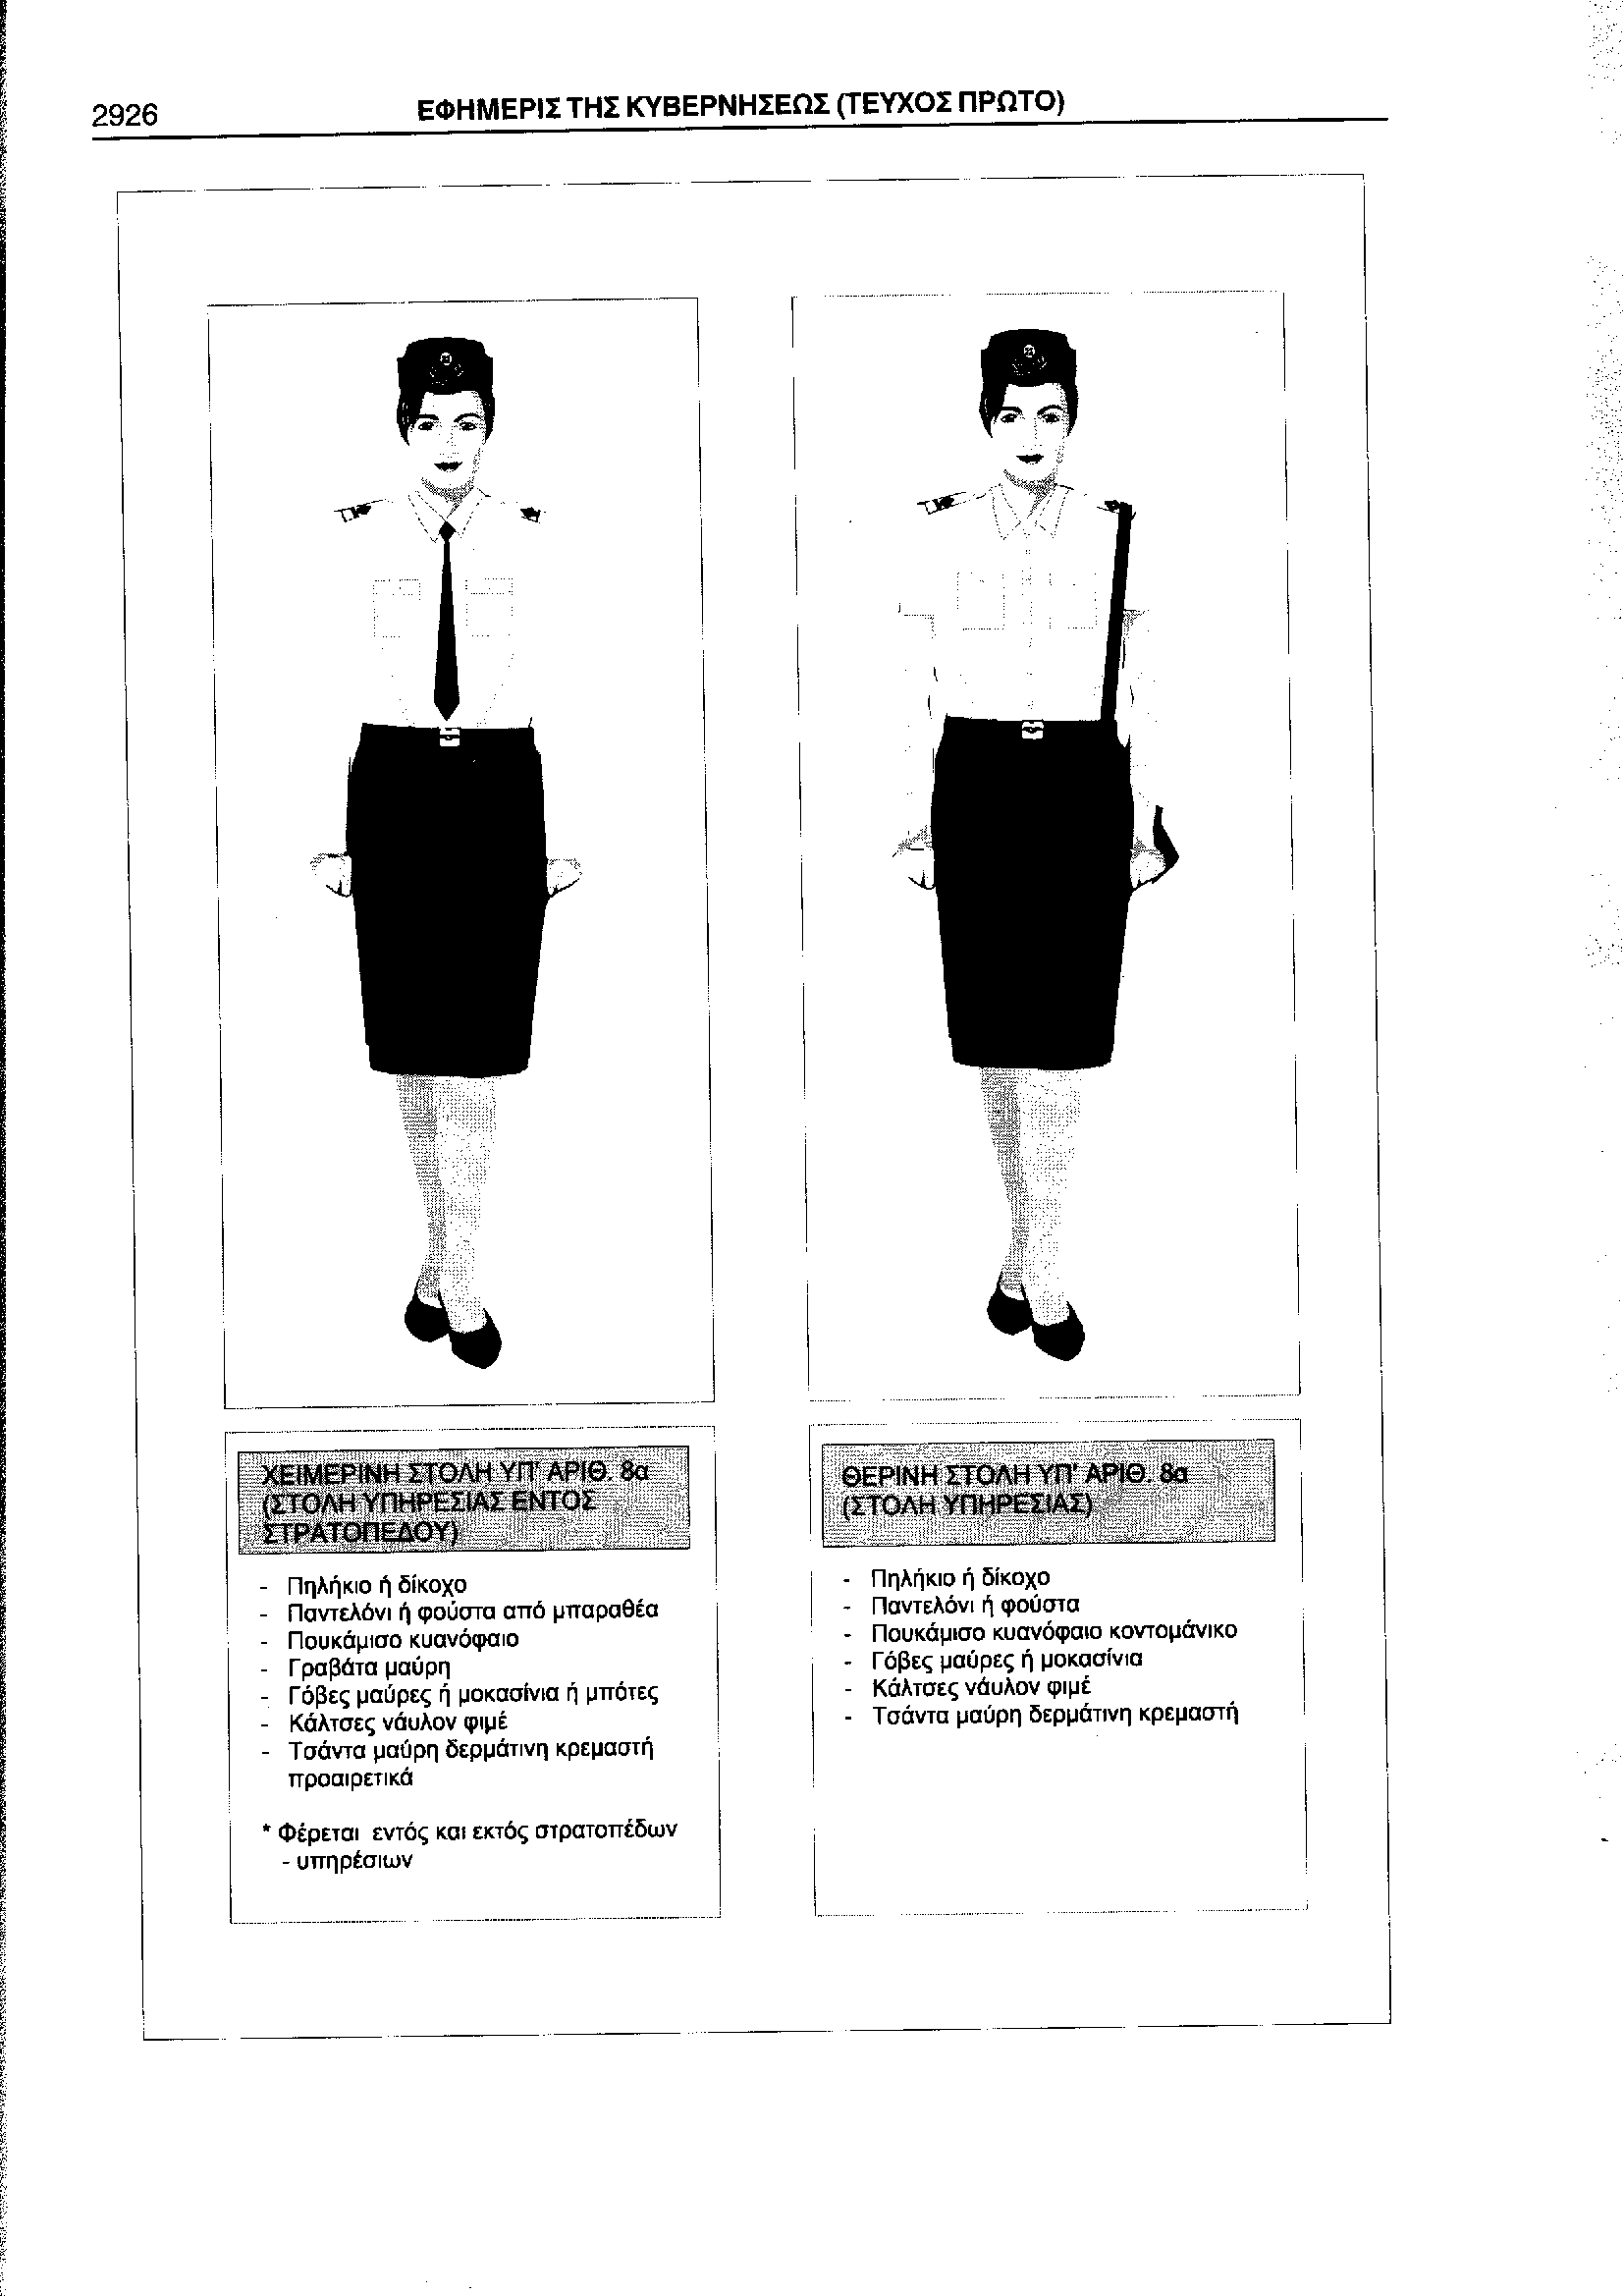 2926
ΕΦΗΜΕΡΙΣ ΤΗΣ ΚΥΒΕΡΝΗΣΕΩΣ (ΤΕΥΧΟΣ ΠΡΩΤΟ)
ΧΕΙΜΕΡΙΝΗ ΣΤΟΛΗ ΥΠ' ΑΡΙΘ. 8α
(ΣΤΟΛΗ ΥΠΗΡΕΣΙΑΣ ΕΝΤΟΣ
ΣΤΡΑΤΟΠΕΔΟΥ)
- Πηλήκιο ή δίκοχο
- Παντελόνι ή φούστα από μπαραθέα
- Πουκάμισο κυανόφαιο
- Γραβάτα μαύρη
- Γόβες μαύρες ή μοκασίνια ή μπότες
- Κάλτσες νάυλον φιμέ
- Τσάντα μαύρη δερμάτινη κρεμαστή
προαιρετικά
* Φέρεται εντός και εκτός στρατοπέδων
- υπηρέσιων
ΘΕΡΙΝΗ ΣΤΟΛΗ ΥΠ' ΑΡΙΘ. 8α
(ΣΤΟΛΗ ΥΠΗΡΕΣΙΑΣ)
- Πηλήκιο ή δίκοχο
- Παντελόνι ή φούστα
- Πουκάμισο κυανόφαιο κοντομάνικο
- Γόβες μαύρες ή μοκασίνια
- Κάλτσες νάυλον φιμέ
- Τσάντα μαύρη δερμάτινη κρεμαστή